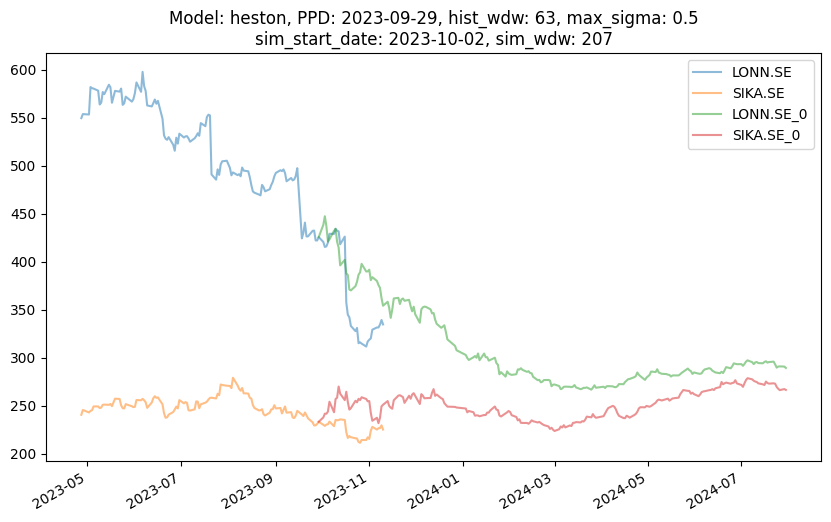 Model: heston, PPD: 2023-09-29, hist_wdw: 63, max_sigma: 0.5
sim_start_date: 2023-10-02, sim_wdw: 207
LONN.SE
SIKA.SE
LONN.SE_0
SIKA.SE_0
600
550
500
450
400
350
300
250
200
2023-05
2023-07
2023-09
2023-11
2024-01
2024-03
2024-05
2024-07